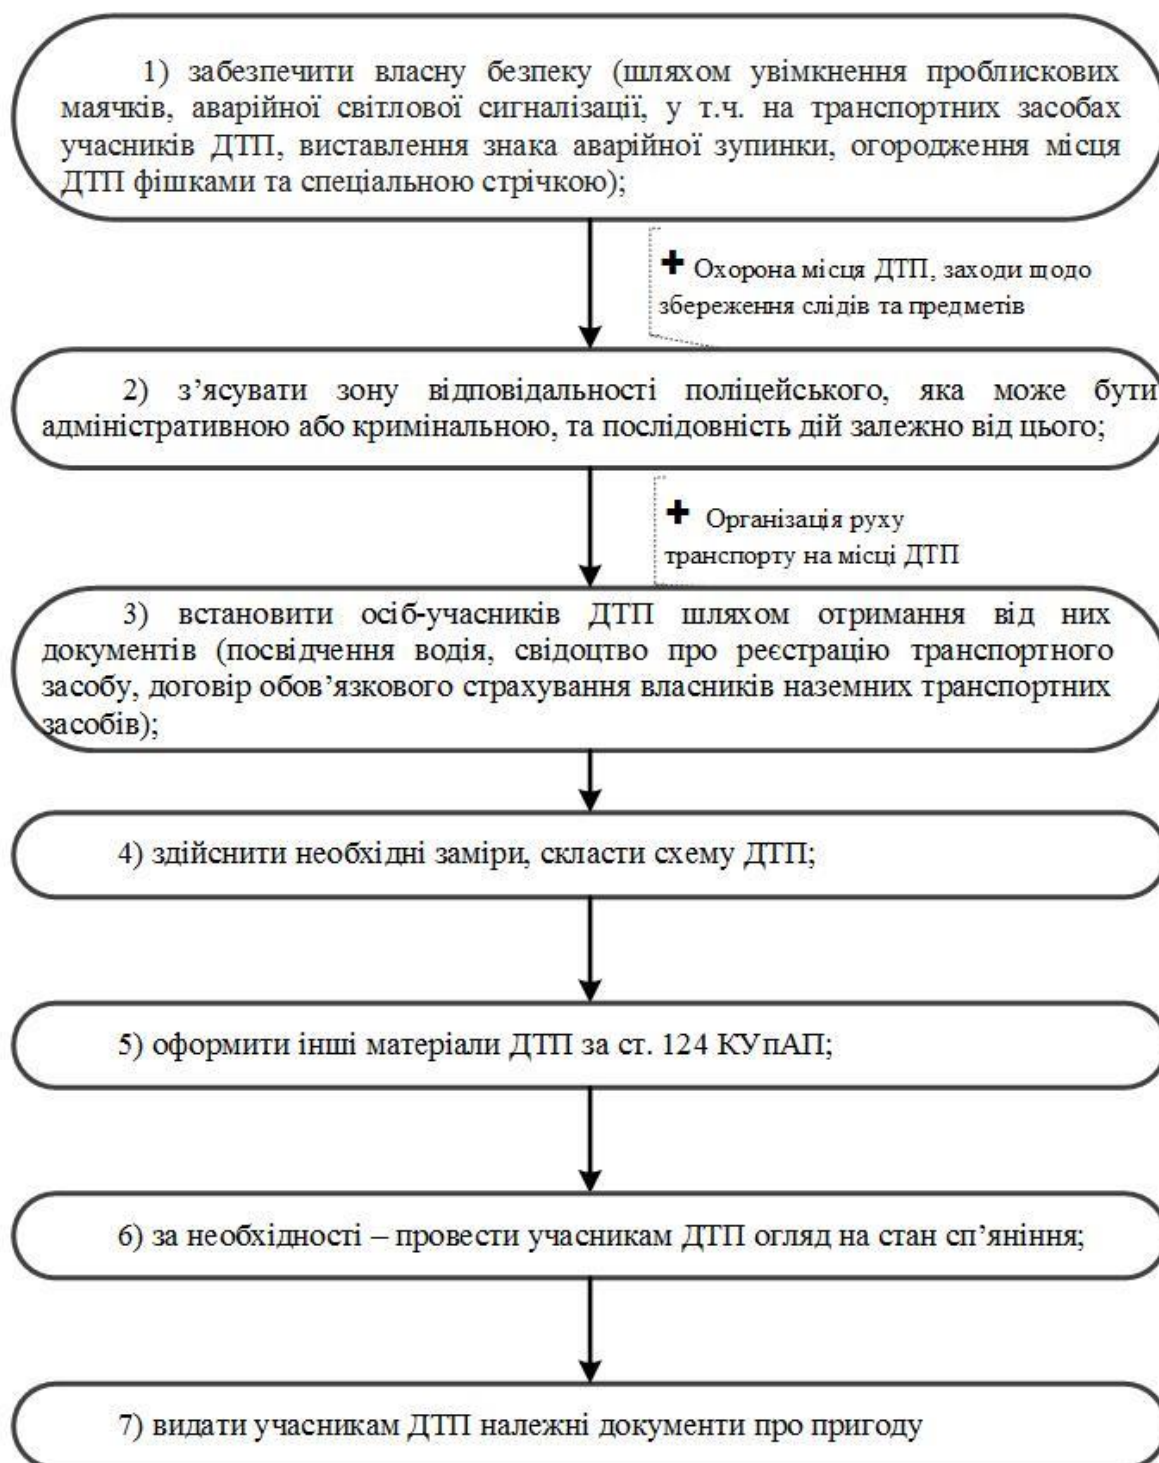 1) забезпечити власну безпеку (шляхом увімкнення проблискових
маячків, аварійної світлової сигналізації, у т.ч. на транспортних засобах
учасників ДТП, виставлення знака аварійної зупинки, огородження місця
ДТП фішками та спеціальною стрічкою);
✚ Охорона місця ДТП, заходи щодо
збереження слідів та предметів
2) з’ясувати зону відповідальності поліцейського, яка може бути
адміністративною або кримінальною, та послідовність дій залежно від цього;
✚ Організація руху
транспорту на місці ДТП
3) встановити осіб-учасників ДТП шляхом отримання від них
документів (посвідчення водія, свідоцтво про реєстрацію транспортного
засобу, договір обов’язкового страхування власників наземних транспортних
засобів);
4) здійснити необхідні заміри, скласти схему ДТП;
5) оформити інші матеріали ДТП за ст. 124 КУпАП;
6) за необхідності – провести учасникам ДТП огляд на стан сп’яніння;
7) видати учасникам ДТП належні документи про пригоду